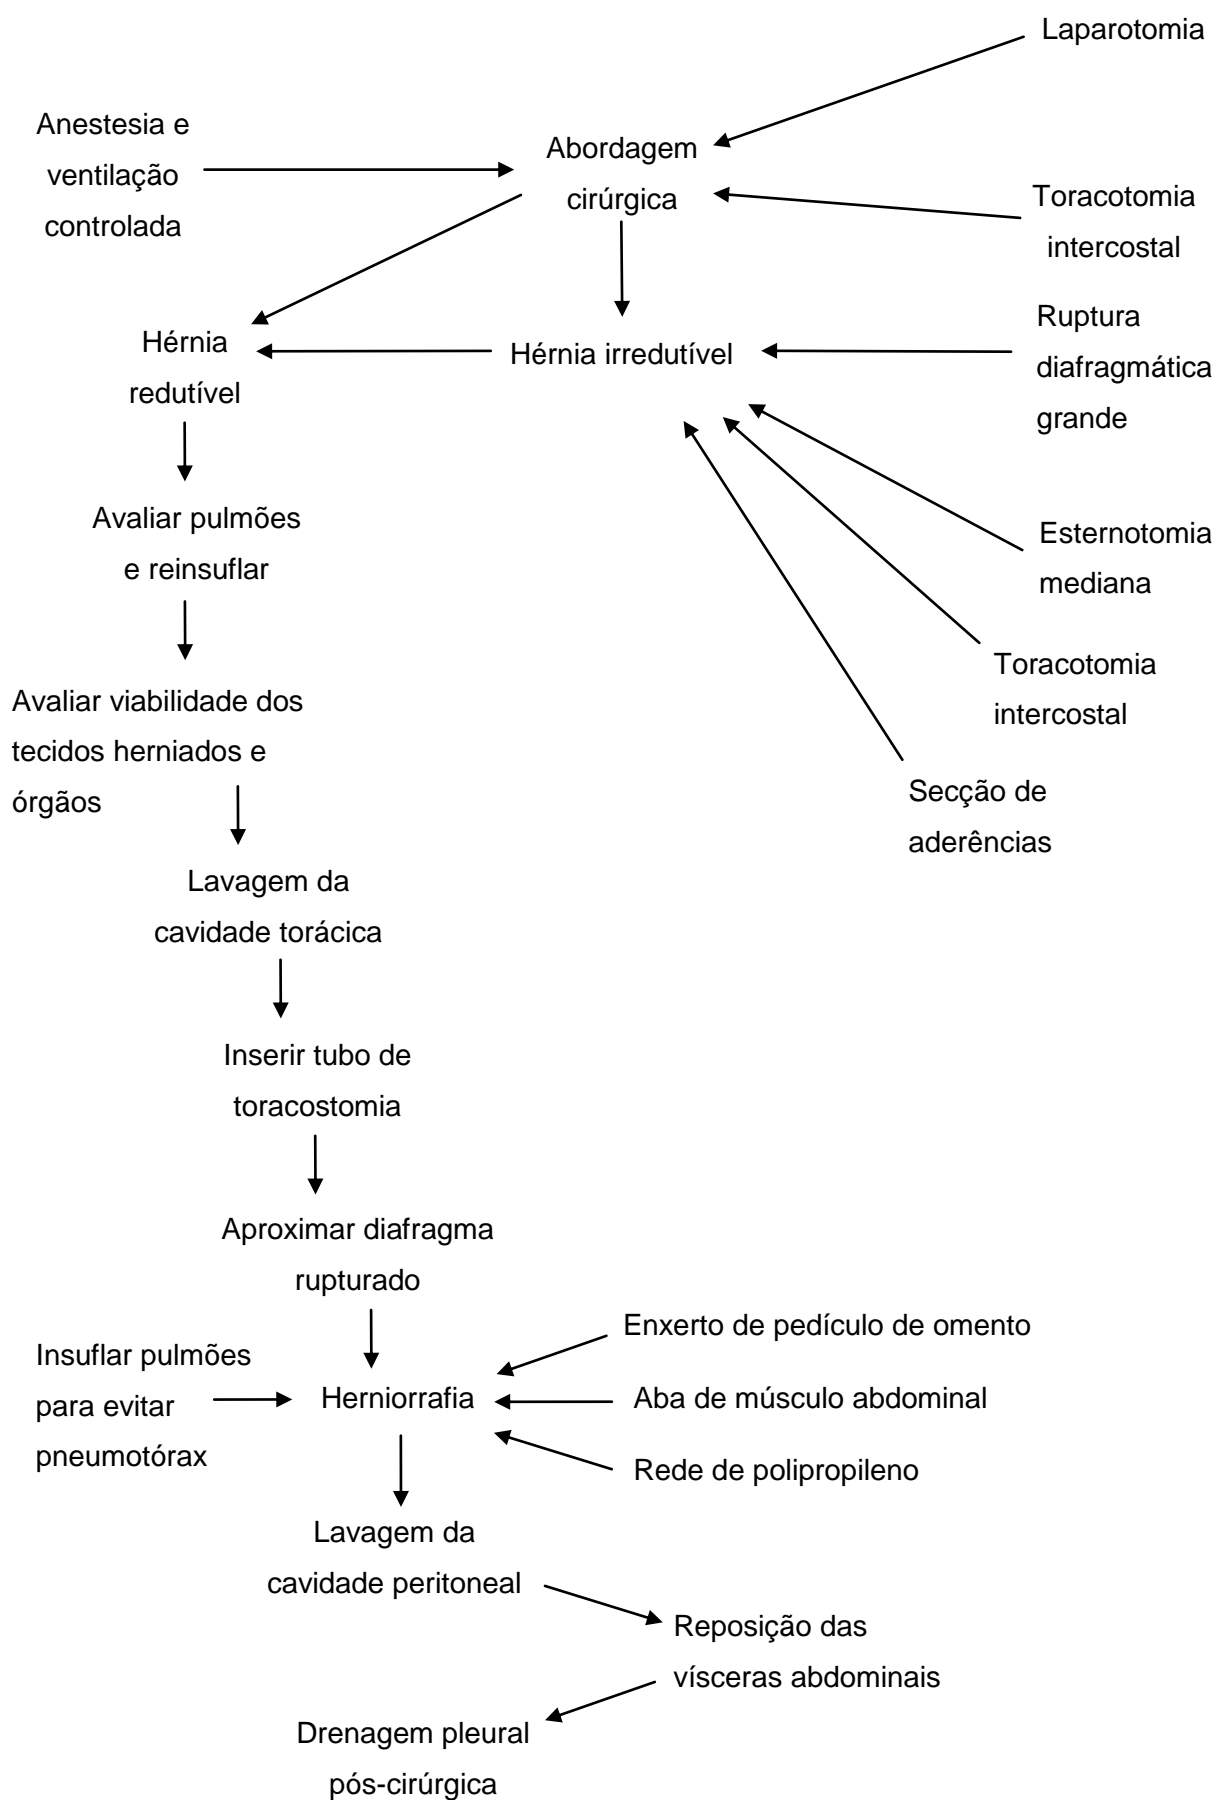 Laparotomia
Anestesia e
ventilação
controlada
Abordagem
cirúrgica
Toracotomia
intercostal
Hérnia
redutível
Hérnia irredutível
Ruptura
diafragmática
grande
Avaliar pulmões
e reinsuflar
Esternotomia
mediana
Toracotomia
intercostal
Avaliar viabilidade dos
tecidos herniados e
órgãos
Secção de
aderências
Lavagem da
cavidade torácica
Inserir tubo de
toracostomia
Aproximar diafragma
rupturado
Insuflar pulmões
para evitar
pneumotórax
Herniorrafia
Enxerto de pedículo de omento
Aba de músculo abdominal
Rede de polipropileno
Lavagem da
cavidade peritoneal
Reposição das
vísceras abdominais
Drenagem pleural
pós-cirúrgica